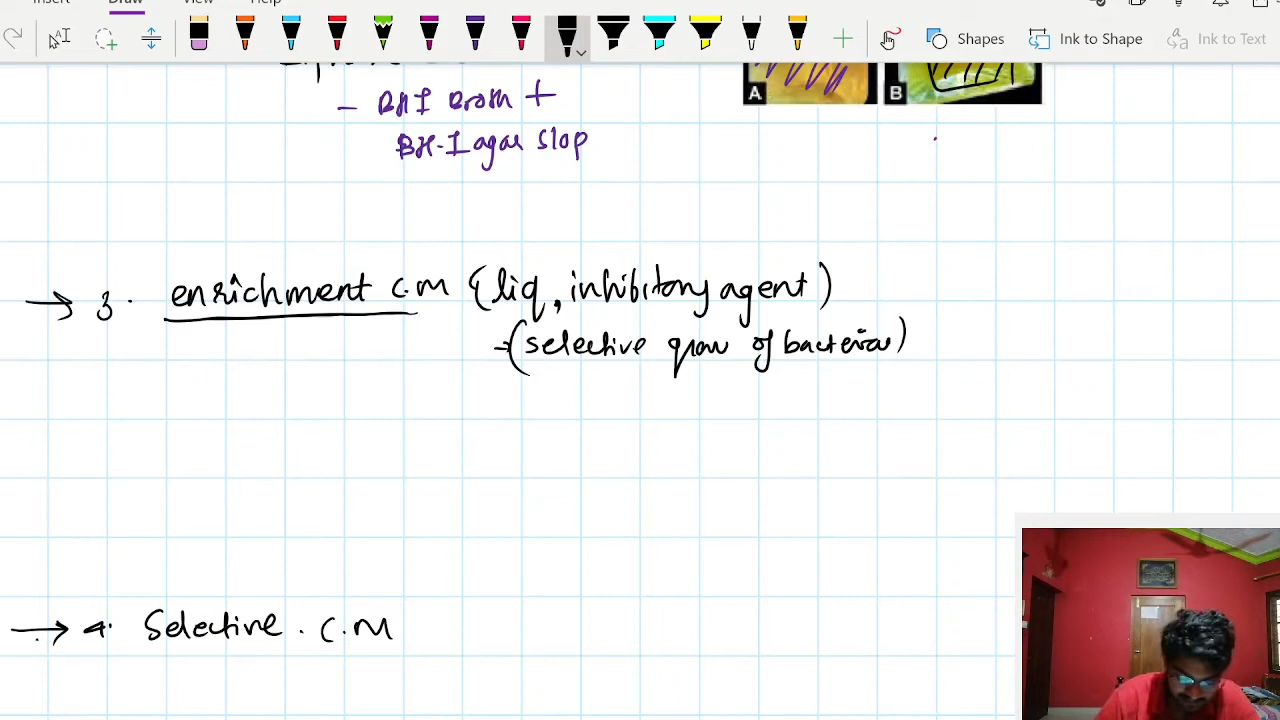 Insert Draw View Help
Shapes Ink to Shape Ink to Text
- BHI broth +
BH-I agar slop
A B
→ 3. enrichment C.M {liq, inhibitory agent)
→ (selective grow of bacteria)
→ 4. Selective. C.M